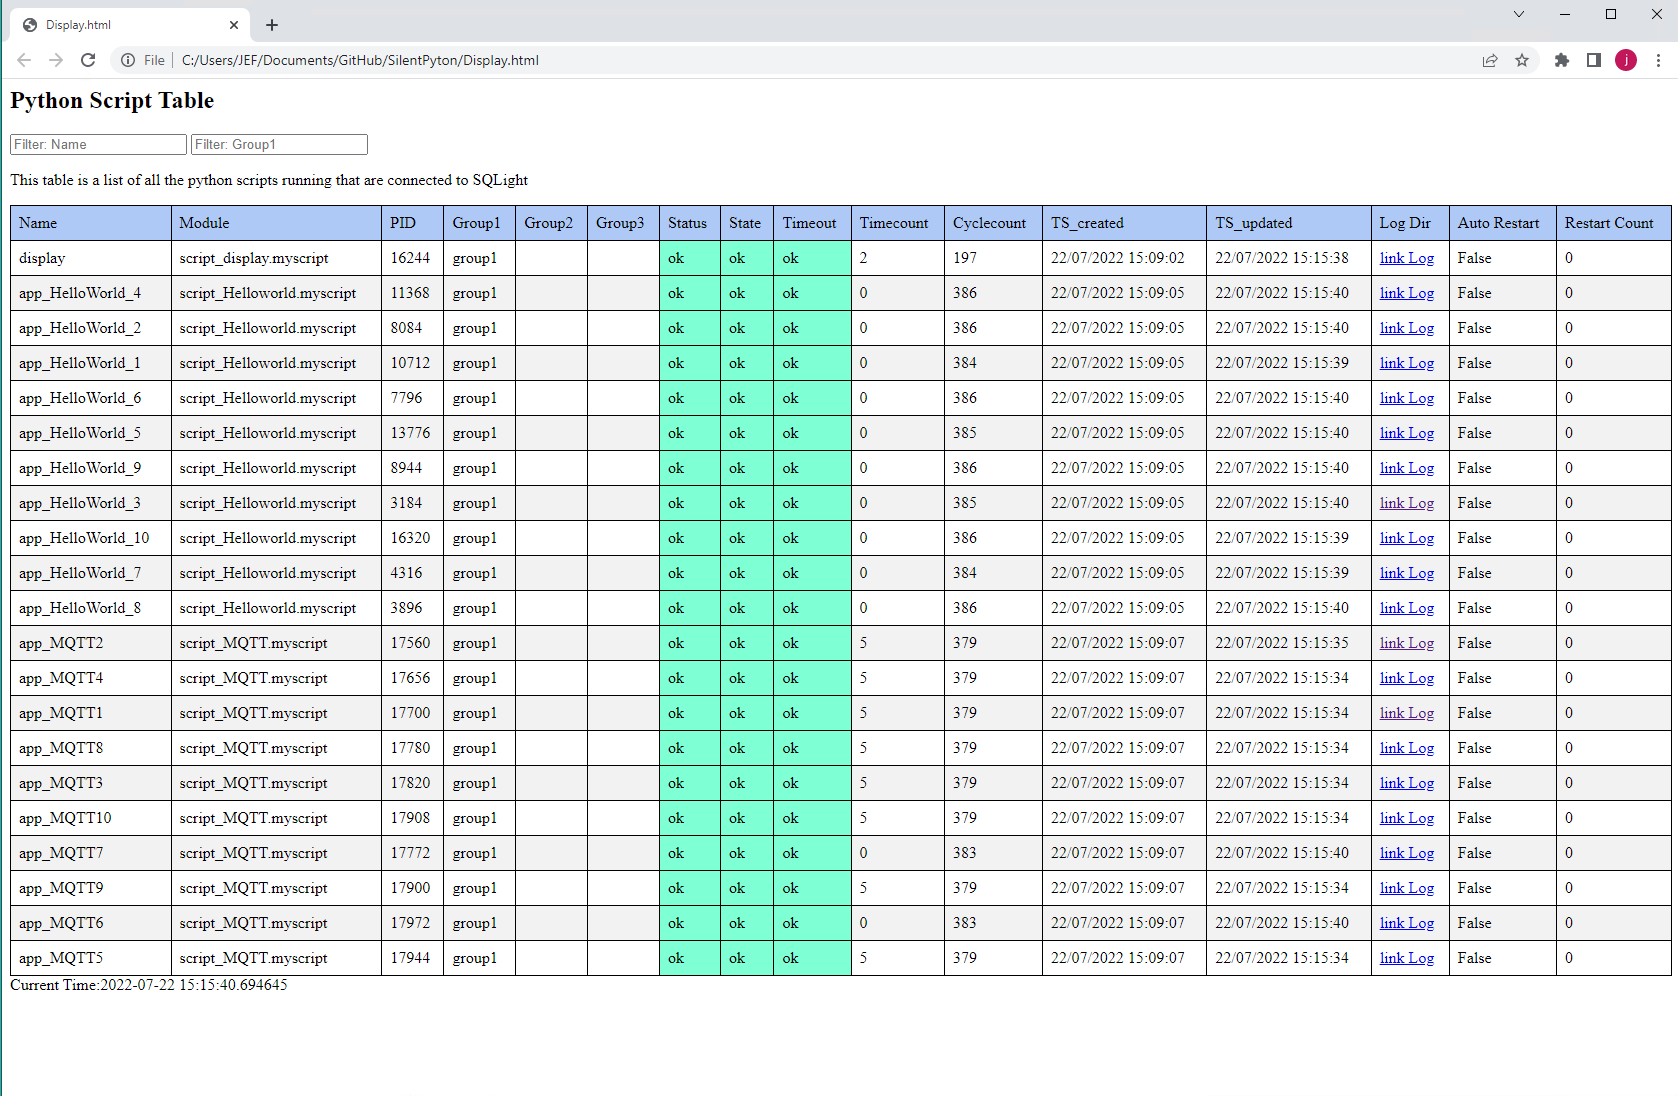 Display.html
File C:/Users/JEF/Documents/GitHub/SilentPyton/Display.html
j
Python Script Table
Filter: Name Filter: Group1
This table is a list of all the python scripts running that are connected to SQLight
Name Module PID Group1 Group2 Group3 Status State Timeout Timecount Cyclecount TS_created TS_updated Log Dir Auto Restart Restart Count
display script_display.myscript 16244 group1 ok ok ok 2 197 22/07/2022 15:09:02 22/07/2022 15:15:38 link Log False 0
app_HelloWorld_4 script_Helloworld.myscript 11368 group1 ok ok ok 0 386 22/07/2022 15:09:05 22/07/2022 15:15:40 link Log False 0
app_HelloWorld_2 script_Helloworld.myscript 8084 group1 ok ok ok 0 386 22/07/2022 15:09:05 22/07/2022 15:15:40 link Log False 0
app_HelloWorld_1 script_Helloworld.myscript 10712 group1 ok ok ok 0 384 22/07/2022 15:09:05 22/07/2022 15:15:39 link Log False 0
app_HelloWorld_6 script_Helloworld.myscript 7796 group1 ok ok ok 0 386 22/07/2022 15:09:05 22/07/2022 15:15:40 link Log False 0
app_HelloWorld_5 script_Helloworld.myscript 13776 group1 ok ok ok 0 385 22/07/2022 15:09:05 22/07/2022 15:15:40 link Log False 0
app_HelloWorld_9 script_Helloworld.myscript 8944 group1 ok ok ok 0 386 22/07/2022 15:09:05 22/07/2022 15:15:40 link Log False 0
app_HelloWorld_3 script_Helloworld.myscript 3184 group1 ok ok ok 0 385 22/07/2022 15:09:05 22/07/2022 15:15:40 link Log False 0
app_HelloWorld_10 script_Helloworld.myscript 16320 group1 ok ok ok 0 386 22/07/2022 15:09:05 22/07/2022 15:15:39 link Log False 0
app_HelloWorld_7 script_Helloworld.myscript 4316 group1 ok ok ok 0 384 22/07/2022 15:09:05 22/07/2022 15:15:39 link Log False 0
app_HelloWorld_8 script_Helloworld.myscript 3896 group1 ok ok ok 0 386 22/07/2022 15:09:05 22/07/2022 15:15:40 link Log False 0
app_MQTT2 script_MQTT.myscript 17560 group1 ok ok ok 5 379 22/07/2022 15:09:07 22/07/2022 15:15:35 link Log False 0
app_MQTT4 script_MQTT.myscript 17656 group1 ok ok ok 5 379 22/07/2022 15:09:07 22/07/2022 15:15:34 link Log False 0
app_MQTT1 script_MQTT.myscript 17700 group1 ok ok ok 5 379 22/07/2022 15:09:07 22/07/2022 15:15:34 link Log False 0
app_MQTT8 script_MQTT.myscript 17780 group1 ok ok ok 5 379 22/07/2022 15:09:07 22/07/2022 15:15:34 link Log False 0
app_MQTT3 script_MQTT.myscript 17820 group1 ok ok ok 5 379 22/07/2022 15:09:07 22/07/2022 15:15:34 link Log False 0
app_MQTT10 script_MQTT.myscript 17908 group1 ok ok ok 5 379 22/07/2022 15:09:07 22/07/2022 15:15:34 link Log False 0
app_MQTT7 script_MQTT.myscript 17772 group1 ok ok ok 0 383 22/07/2022 15:09:07 22/07/2022 15:15:40 link Log False 0
app_MQTT9 script_MQTT.myscript 17900 group1 ok ok ok 5 379 22/07/2022 15:09:07 22/07/2022 15:15:34 link Log False 0
app_MQTT6 script_MQTT.myscript 17972 group1 ok ok ok 0 383 22/07/2022 15:09:07 22/07/2022 15:15:40 link Log False 0
app_MQTT5 script_MQTT.myscript 17944 group1 ok ok ok 5 379 22/07/2022 15:09:07 22/07/2022 15:15:34 link Log False 0
Current Time:2022-07-22 15:15:40.694645